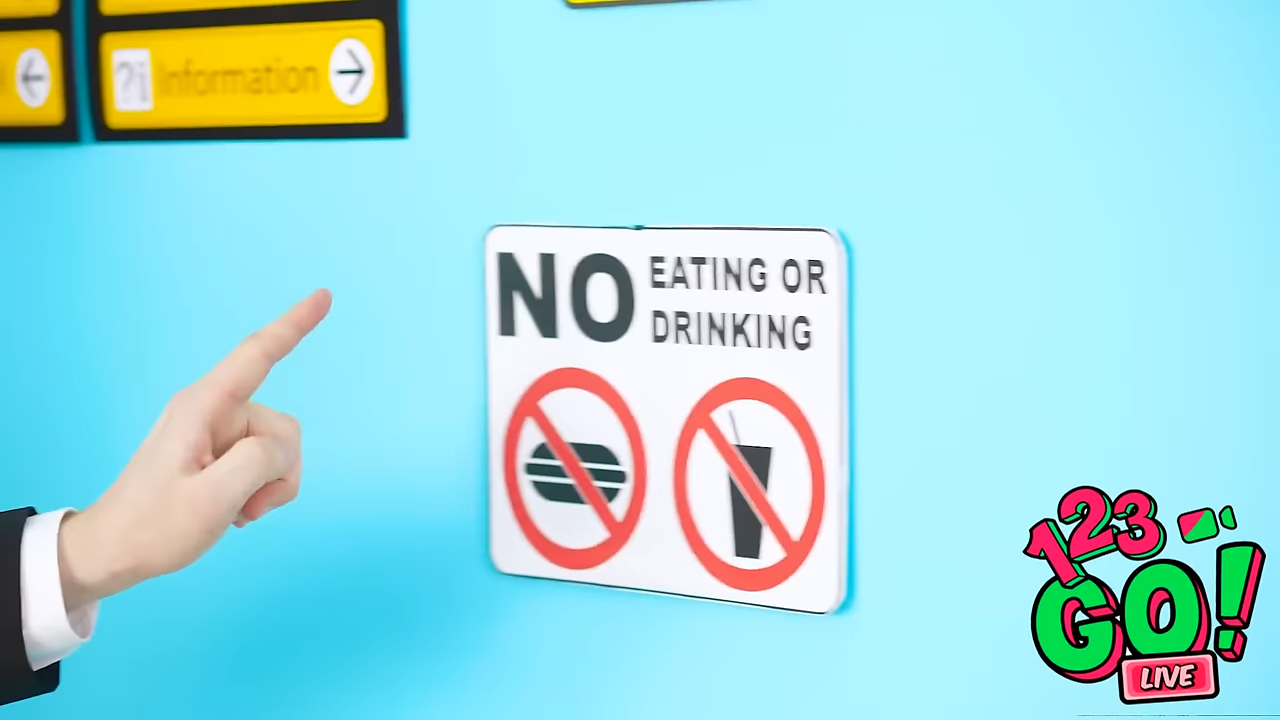 ?i Information →
NO EATING OR
DRINKING
123
GO!
LIVE